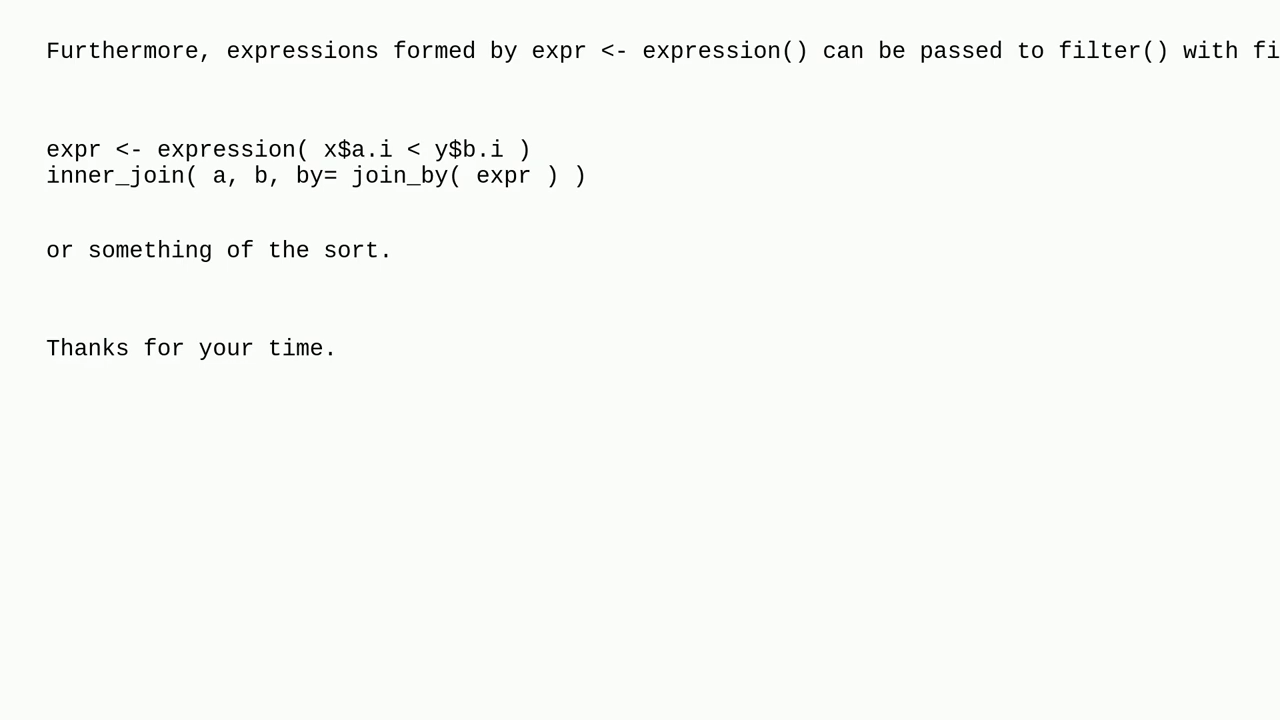 Furthermore, expressions formed by expr <- expression() can be passed to filter() with
expr <- expression( x$a.i < y$b.i )
inner_join( a, b, by= join_by( expr ) )
or something of the sort.
Thanks for your time.